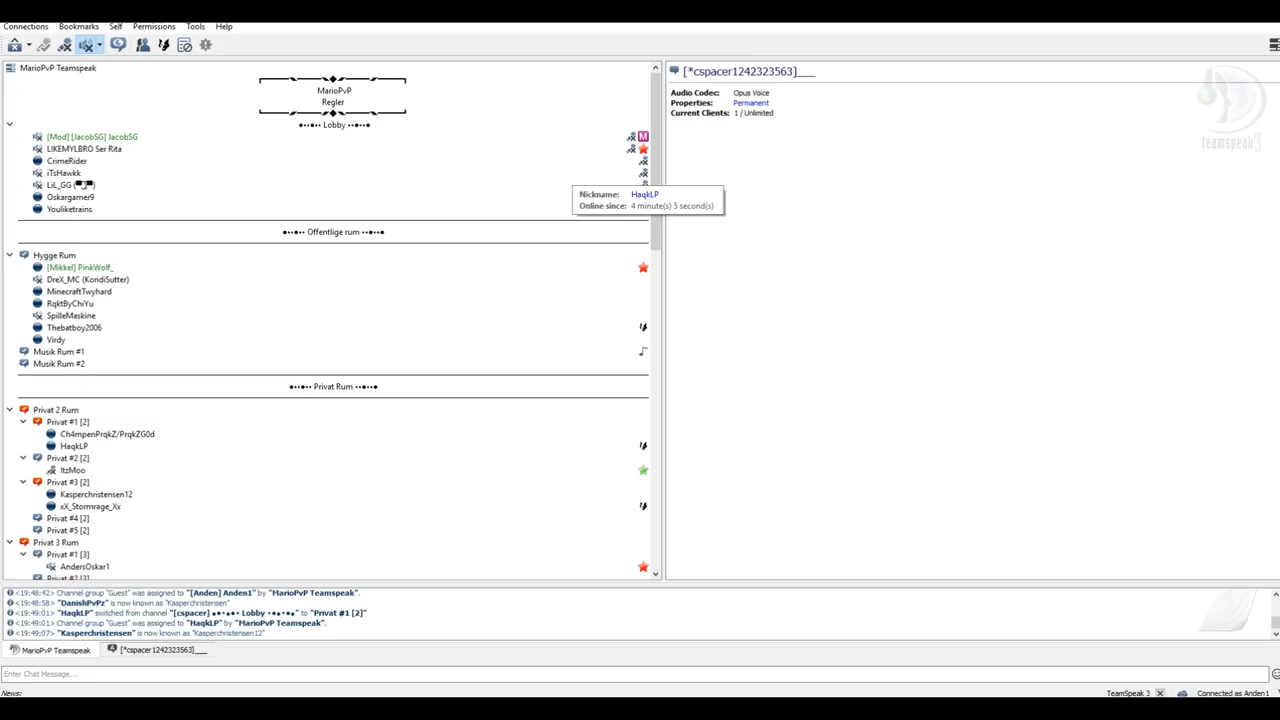 Connections Bookmarks Self Permissions Tools Help
MarioPvP Teamspeak
MarioPvP
Regler
●••●•• Lobby ••●••●
[Mod] [JacobSG] JacobSG
M
LIKEMYLBRO Ser Rita
CrimeRider
iTsHawkk
LiL_GG
Oskargamer9
Youliketrains
●••●•• Offentlige rum ••●••●
Hygge Rum
[Mikkel] PinkWolf_
DreX_MC (KondiSutter)
MinecraftTwyhard
RqktByChiYu
SpilleMaskine
Thebatboy2006
Virdy
Musik Rum #1
Musik Rum #2
●••●•• Privat Rum ••●••●
Privat 2 Rum
Privat #1 [2]
Ch4mpenPrqkZ/PrqkZG0d
HaqkLP
Privat #2 [2]
ItzMoo
Privat #3 [2]
Kasperchristensen12
xX_Stormrage_Xx
Privat #4 [2]
Privat #5 [2]
Privat 3 Rum
Privat #1 [3]
AndersOskar1
Privat #2 [3]
Nickname: HaqkLP
Online since: 4 minute(s) 5 second(s)
[*cspacer1242323563]___
Audio Codec: Opus Voice
Properties: Permanent
Current Clients: 1 / Unlimited
teamspeak 3
<19:48:42> Channel group "Guest" was assigned to "[Anden] Anden1" by "MarioPvP Teamspeak".
<19:48:58> "DanishPvPz" is now known as "Kasperchristensen"
<19:49:01> "HaqkLP" switched from channel "[cspacer] ●•●•●• Lobby •●•●•●" to "Privat #1 [2]"
<19:49:01> Channel group "Guest" was assigned to "HaqkLP" by "MarioPvP Teamspeak".
<19:49:07> "Kasperchristensen" is now known as "Kasperchristensen12"
MarioPvP Teamspeak [*cspacer1242323563]___
Enter Chat Message...
News: TeamSpeak 3 Connected as Anden1